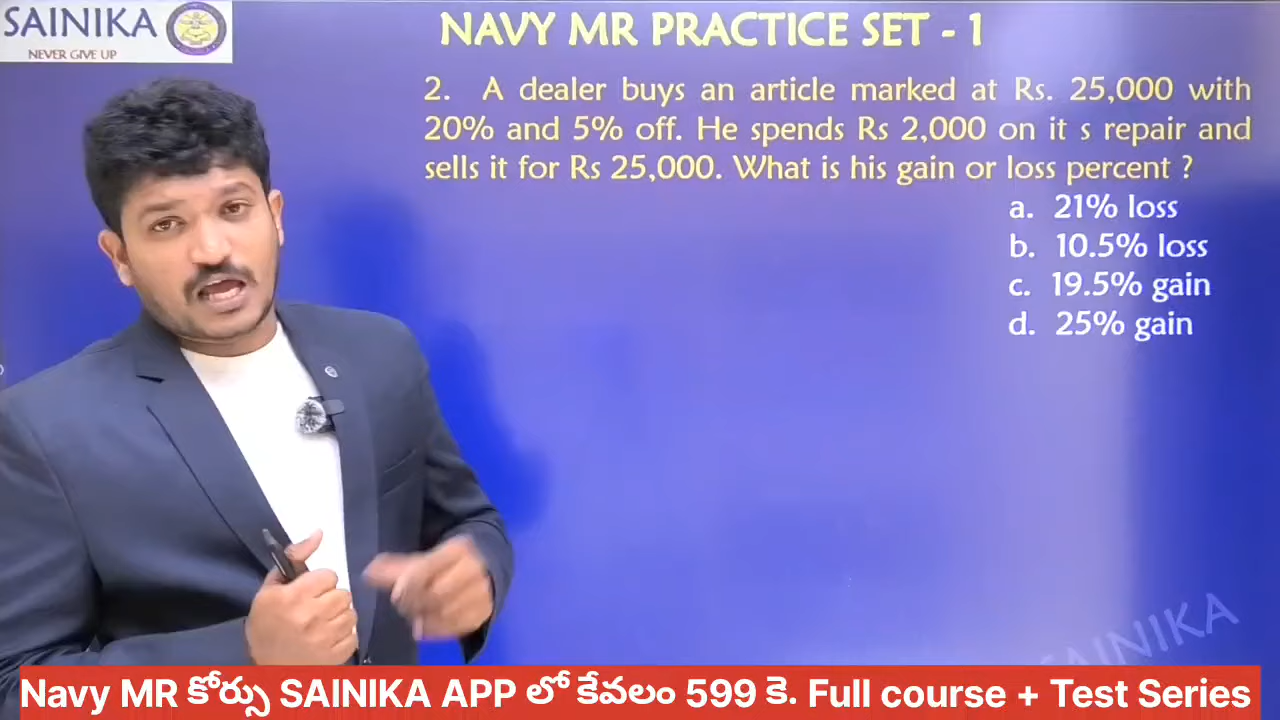 SAINIKA
NEVER GIVE UP
NAVY MR PRACTICE SET - 1
2. A dealer buys an article marked at Rs. 25,000 with
20% and 5% off. He spends Rs 2,000 on it s repair and
sells it for Rs 25,000. What is his gain or loss percent ?
a. 21% loss
b. 10.5% loss
c. 19.5% gain
d. 25% gain
SAINIKA
Navy MR కోర్సు SAINIKA APP లో కేవలం 599 కె. Full course + Test Series